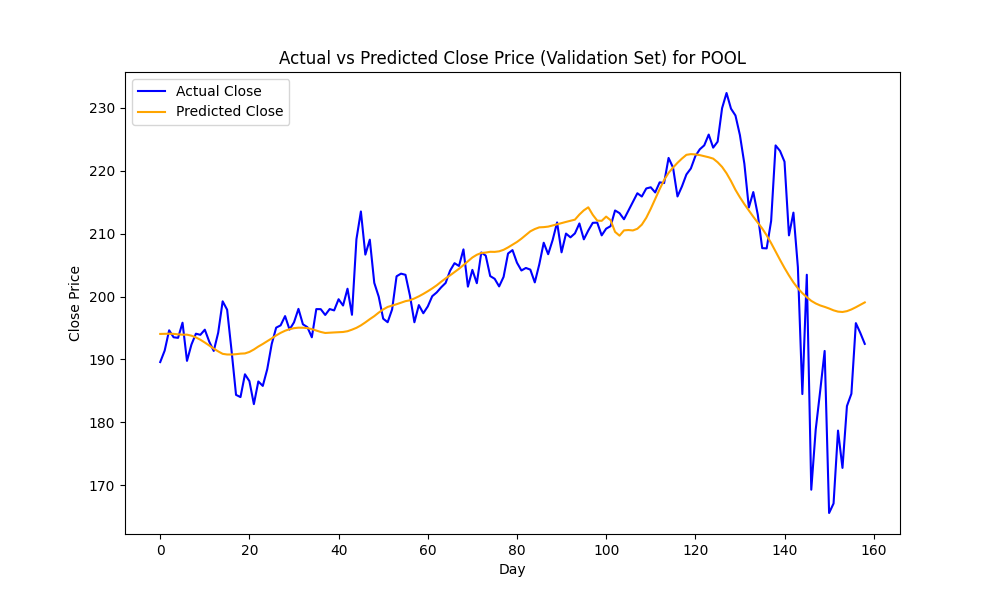 Actual vs Predicted Close Price (Validation Set) for POOL
Actual Close
Predicted Close
Close Price
230
220
210
200
190
180
170
0 20 40 60 80 100 120 140 160
Day